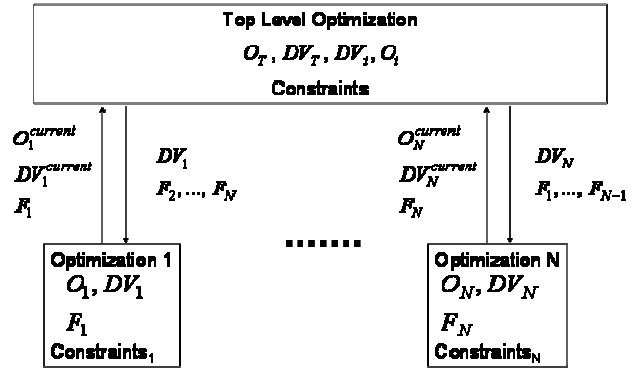 Top Level Optimization
O_T, DV_T, DV_i, O_i
Constraints
O_1^{current}
DV_1^{current}
F_1
DV_1
F_2, ..., F_N
O_N^{current}
DV_N^{current}
F_N
DV_N
F_1, ..., F_{N-1}
Optimization 1
O_1, DV_1
F_1
Constraints_1
Optimization N
O_N, DV_N
F_N
Constraints_N